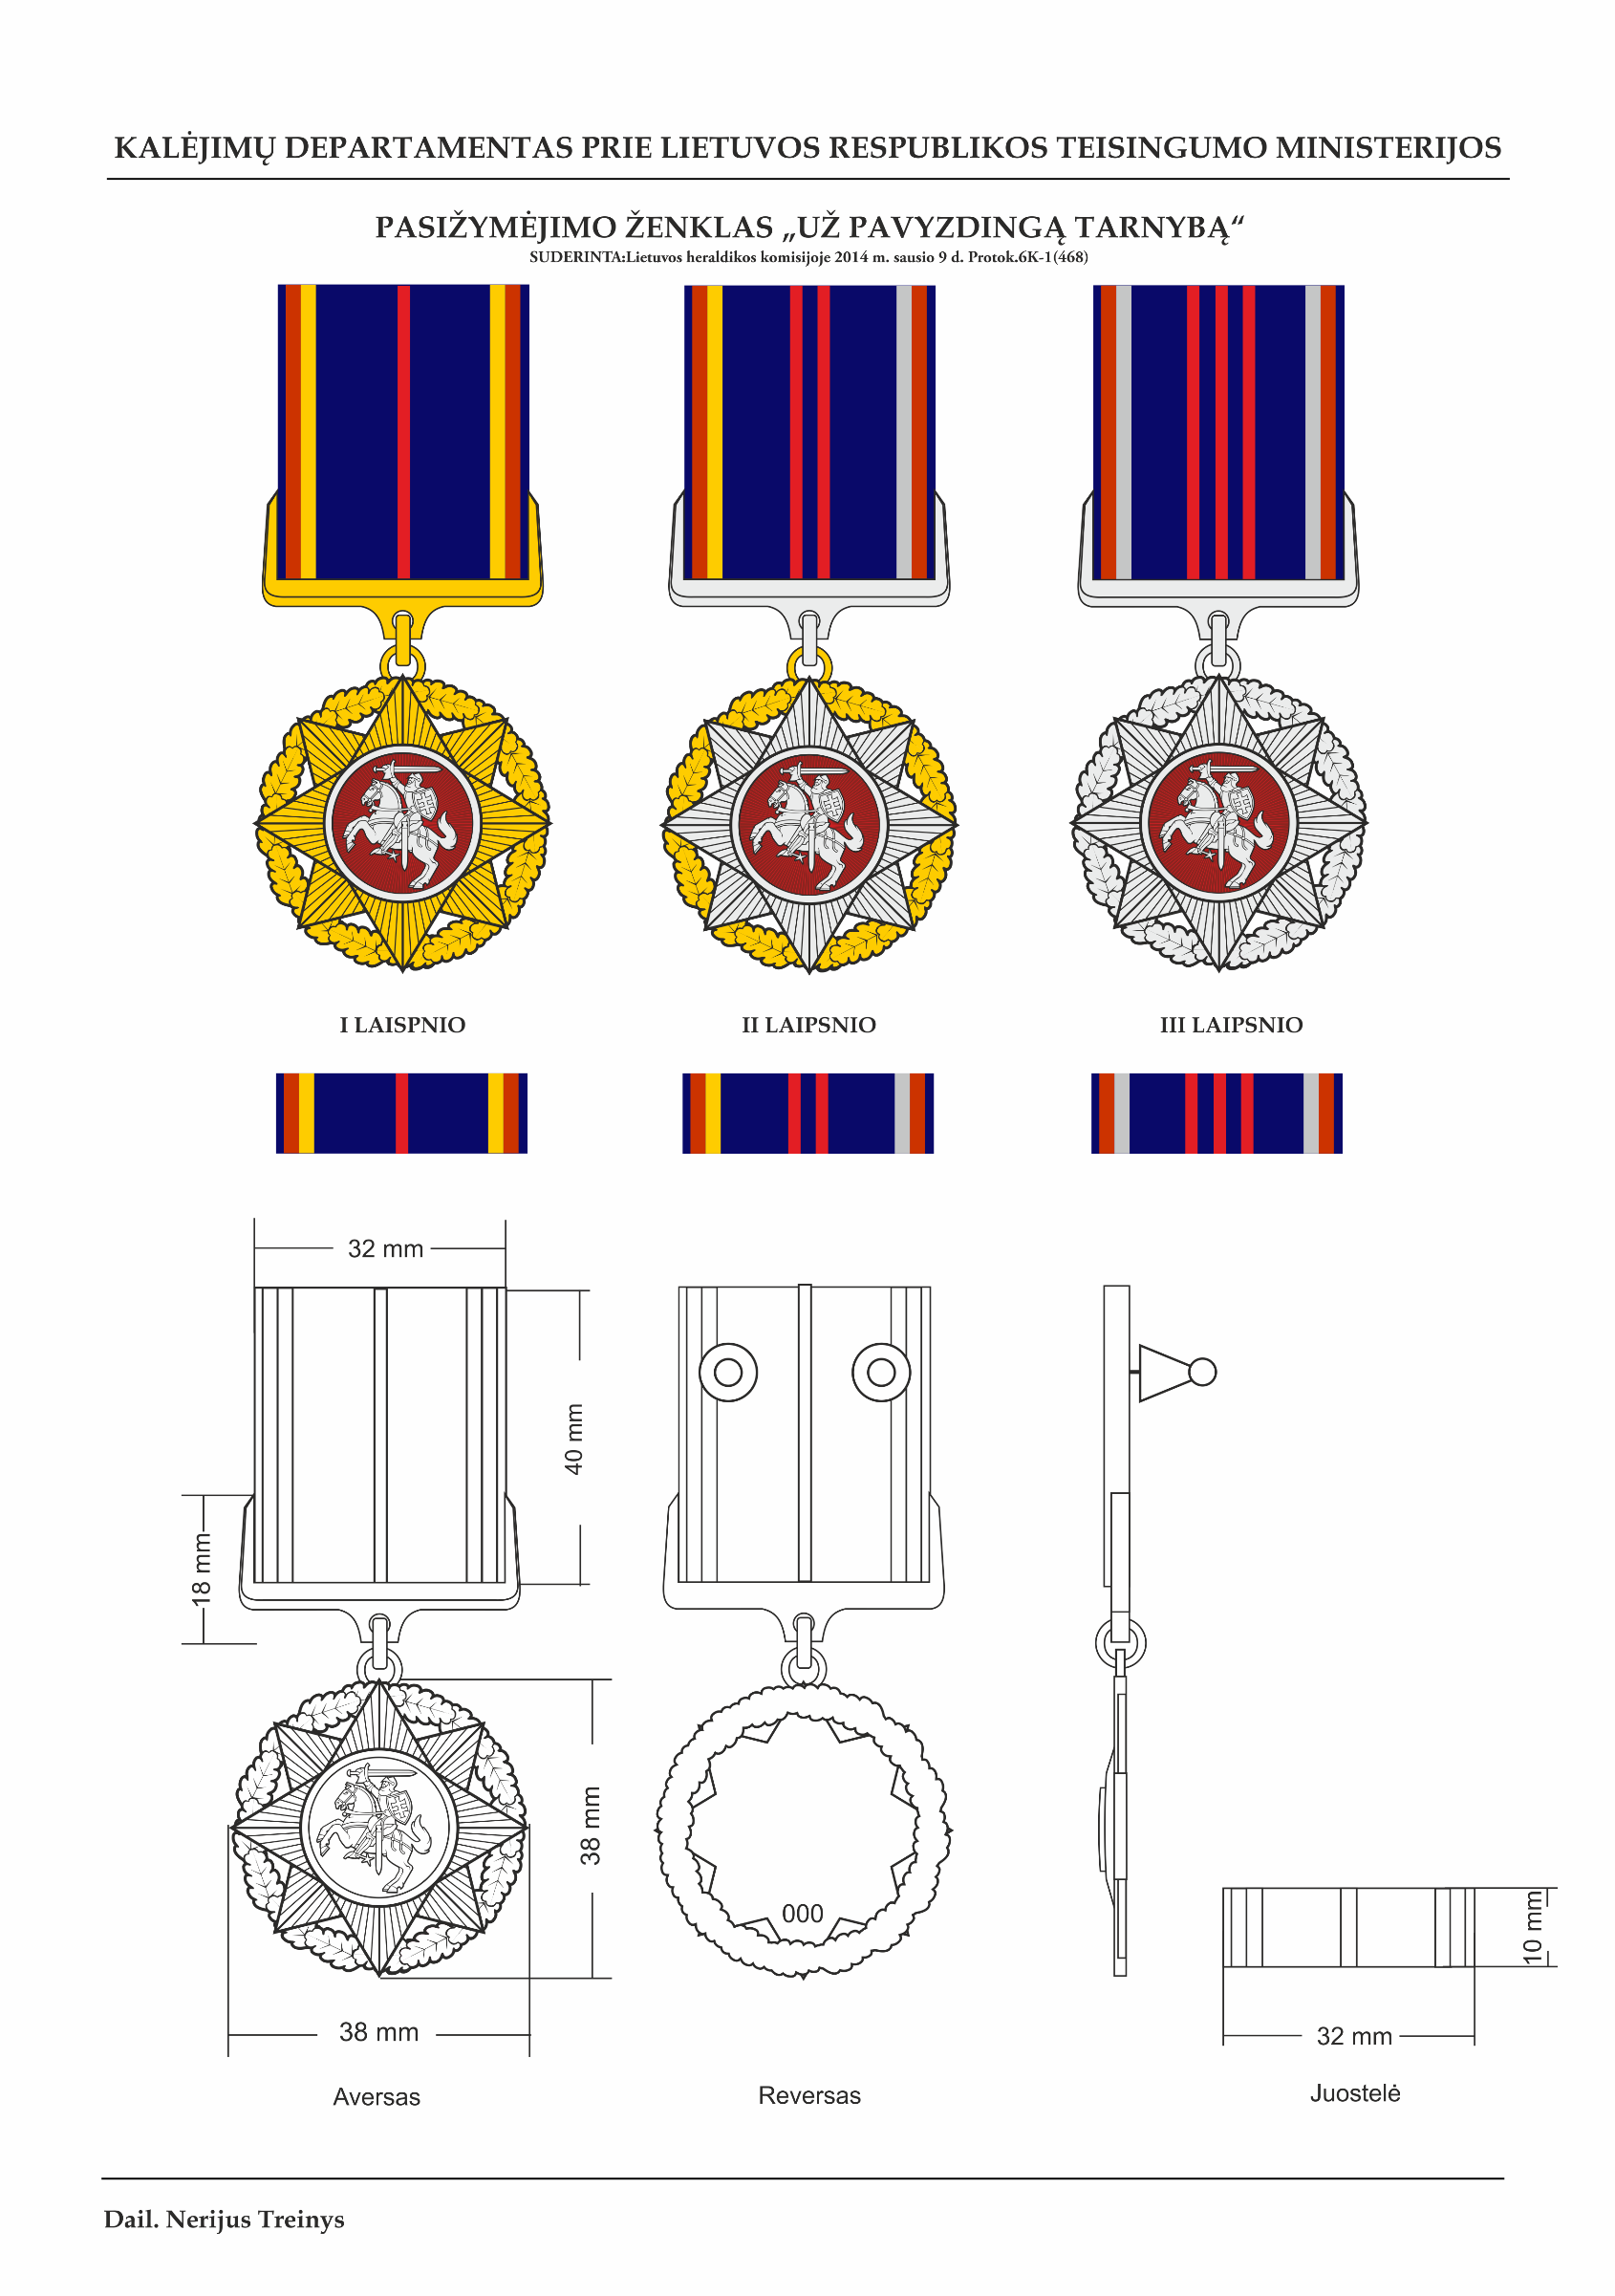 KALĖJIMŲ DEPARTAMENTAS PRIE LIETUVOS RESPUBLIKOS TEISINGUMO MINISTERIJOS
PASIŽYMĖJIMO ŽENKLAS „UŽ PAVYZDINGĄ TARNYBĄ“
SUDERINTA:Lietuvos heraldikos komisijoje 2014 m. sausio 9 d. Protok.6K-1(468)
I LAISPNIO
II LAIPSNIO
III LAIPSNIO
32 mm
40 mm
18 mm
38 mm
000
10 mm
38 mm
32 mm
Aversas
Reversas
Juostelė
Dail. Nerijus Treinys